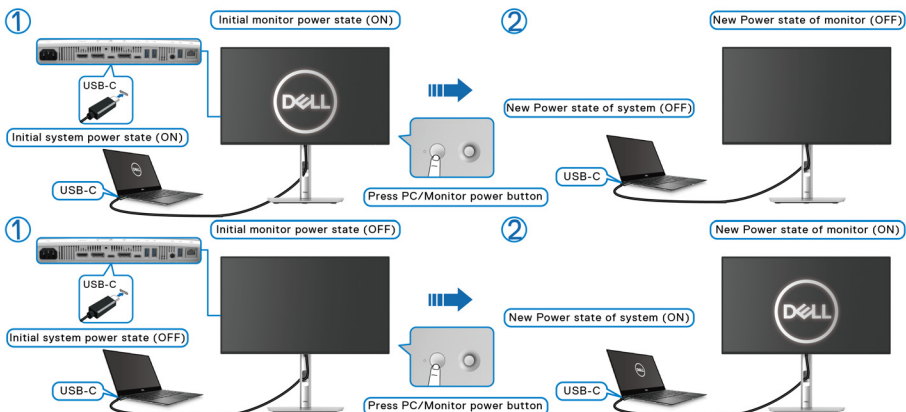 1
Initial monitor power state (ON)
2
New Power state of monitor (OFF)
USB-C
DELL
New Power state of system (OFF)
Initial system power state (ON)
DELL
USB-C
USB-C
Press PC/Monitor power button
1
Initial monitor power state (OFF)
2
New Power state of monitor (ON)
USB-C
DELL
New Power state of system (ON)
Initial system power state (OFF)
DELL
USB-C
USB-C
Press PC/Monitor power button